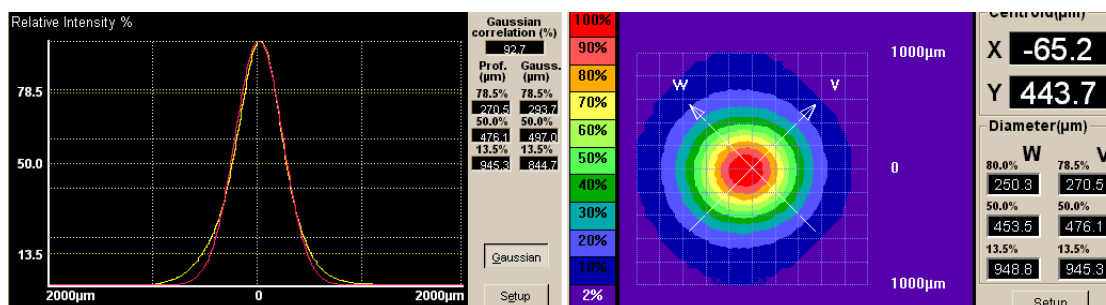 Relative Intensity %
78.5
50.0
13.5
2000µm 0 2000µm
Gaussian
correlation (%)
92.7
Prof. Gauss.
(µm) (µm)
78.5% 78.5%
270.5 293.7
50.0% 50.0%
476.1 497.0
13.5% 13.5%
945.3 844.7
Gaussian
Setup
100%
90%
80%
70%
60%
50%
40%
30%
20%
10%
2%
W V
1000µm
0
1000µm
Centroid(µm)
X -65.2
Y 443.7
Diameter(µm)
W V
80.0% 78.5%
250.3 270.5
50.0% 50.0%
453.5 476.1
13.5% 13.5%
948.8 945.3
Setup